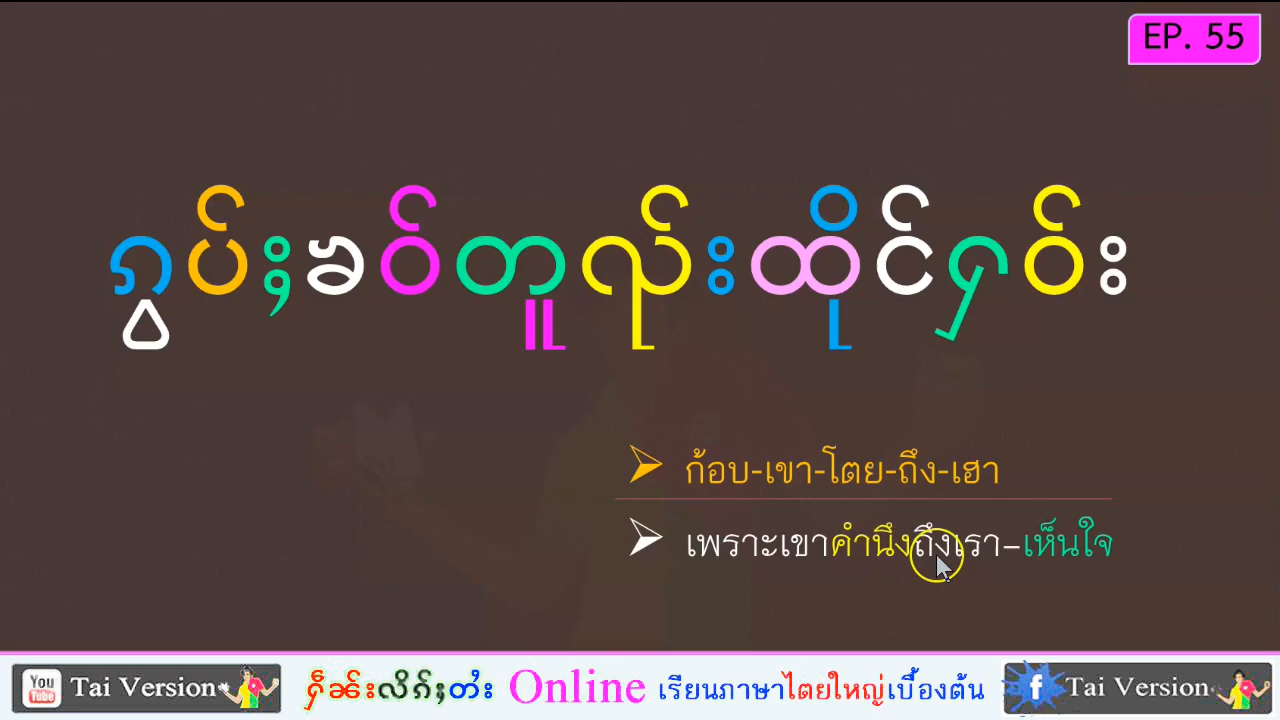 EP. 55
ၵွပ်ႈၶဝ်တူၺ်းထိုင်ႁဝ်း
ก้อบ-เขา-โตย-ถึง-เฮา
เพราะเขาคำนึงถึงเรา–เห็นใจ
You Tube Tai Version ႁဵၼ်းလိၵ်ႈတႆး Online เรียนภาษาไตยใหญ่เบื้องต้น f Tai Version